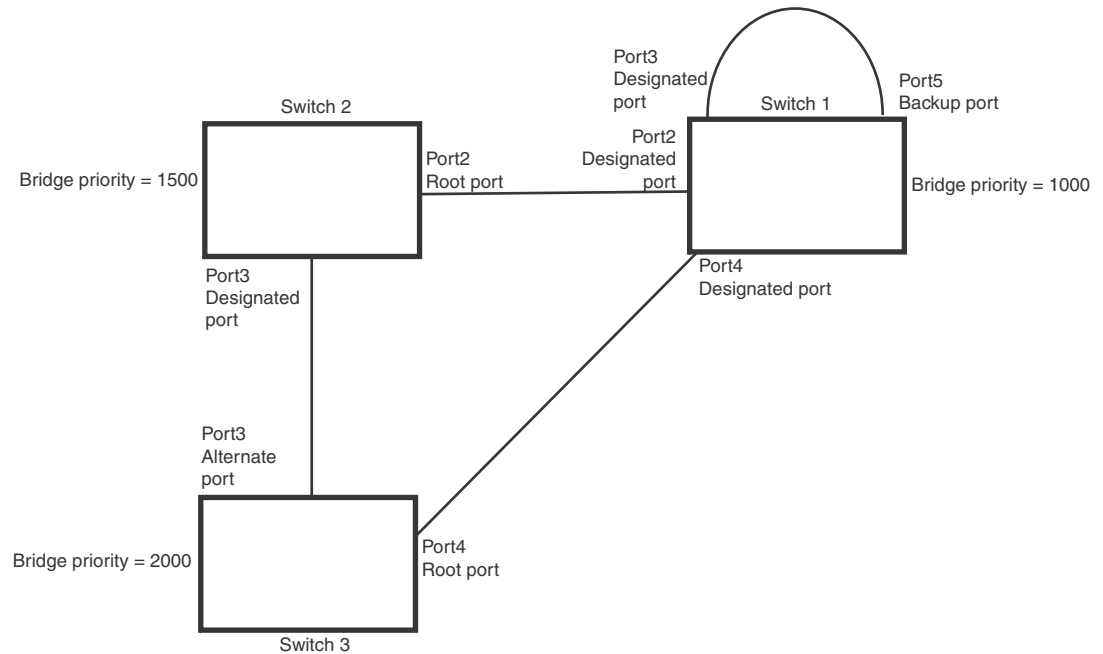 Port3
Designated
port
Port5
Backup port
Switch 2
Switch 1
Port2
Designated
port
Port2
Root port
Bridge priority = 1500
Bridge priority = 1000
Port3
Designated
port
Port4
Designated port
Port3
Alternate
port
Bridge priority = 2000
Port4
Root port
Switch 3